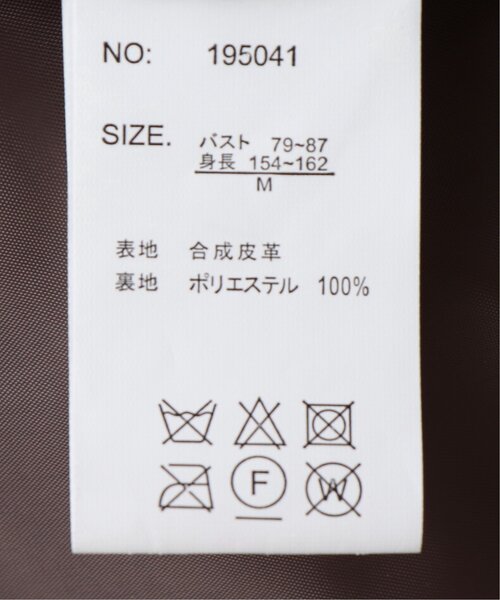 NO: 195041
SIZE. バスト 79~87
身長 154~162
M
表地 合成皮革
裏地 ポリエステル 100%
F
W